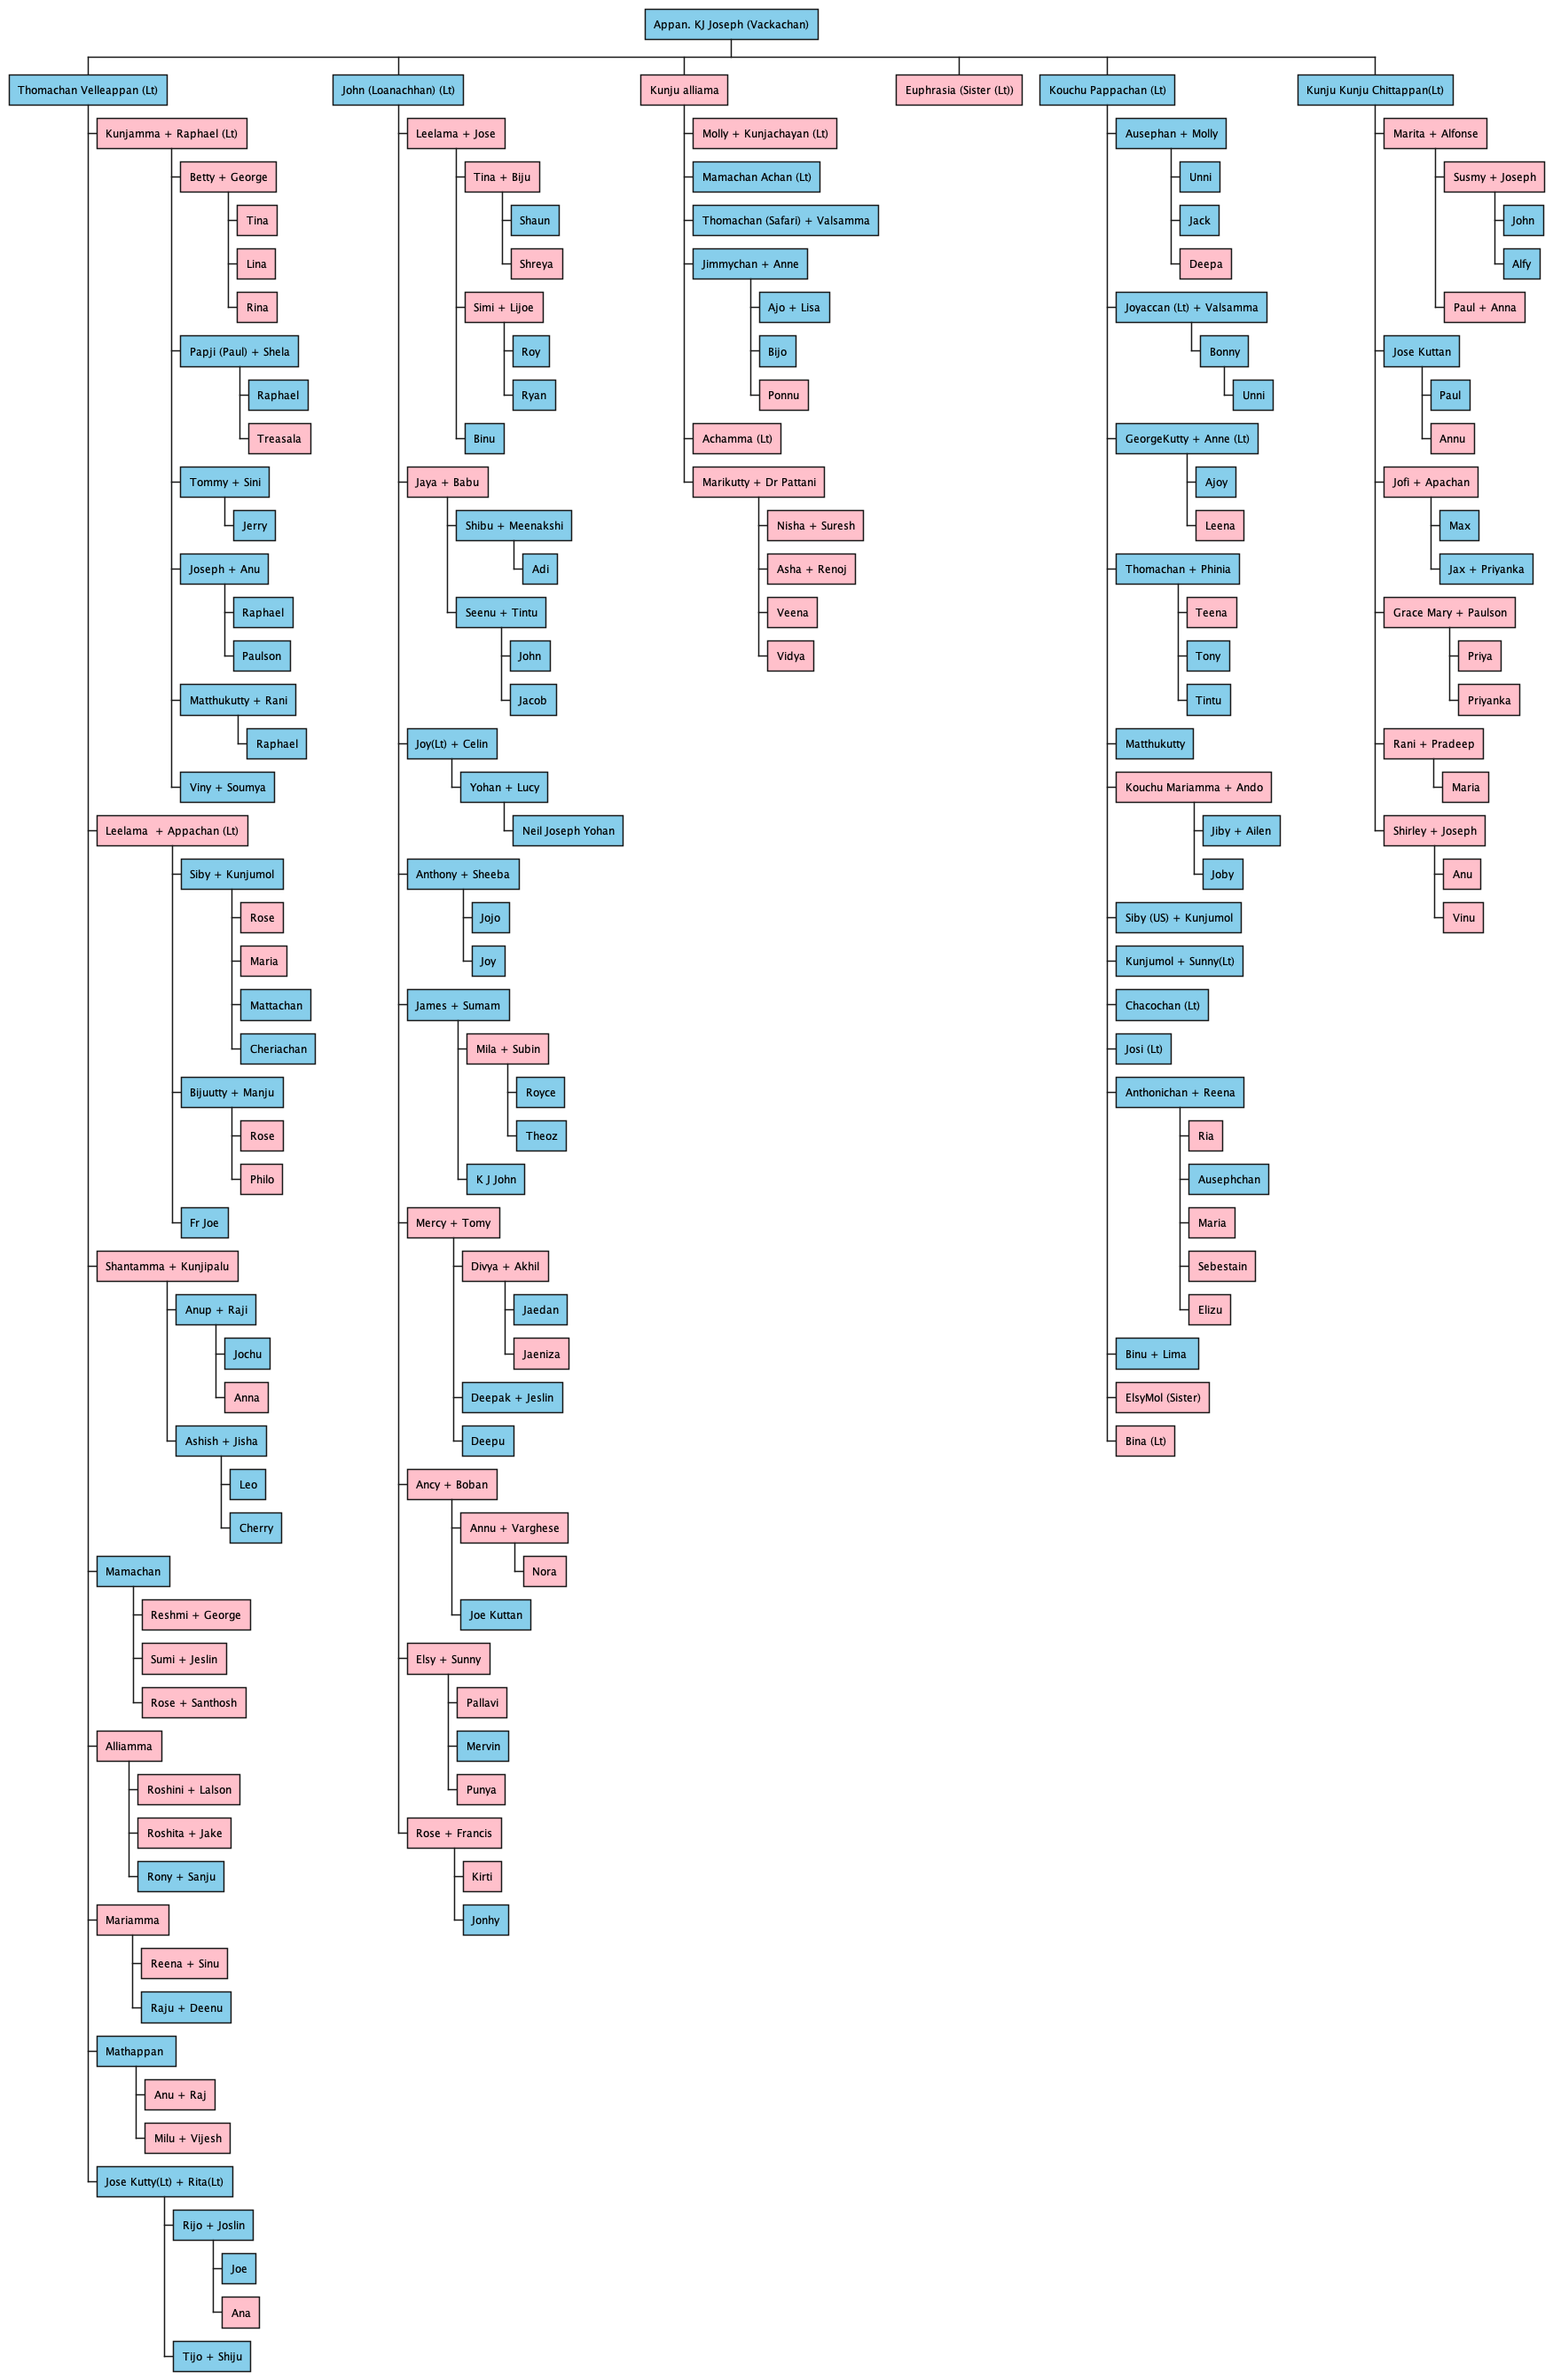 Appan. KJ Joseph (Vackachan)
Thomachan Velleappan (Lt)
Kunjamma + Raphael (Lt)
Betty + George
Tina
Lina
Rina
Papji (Paul) + Shela
Raphael
Treasala
Tommy + Sini
Jerry
Joseph + Anu
Raphael
Paulson
Matthukutty + Rani
Raphael
Viny + Soumya
Leelama + Appachan (Lt)
Siby + Kunjumol
Rose
Maria
Mattachan
Cheriachan
Bijuutty + Manju
Rose
Philo
Fr Joe
Shantamma + Kunjipalu
Anup + Raji
Jochu
Anna
Ashish + Jisha
Leo
Cherry
Mamachan
Reshmi + George
Sumi + Jeslin
Rose + Santhosh
Alliamma
Roshini + Lalson
Roshita + Jake
Rony + Sanju
Mariamma
Reena + Sinu
Raju + Deenu
Mathappan
Anu + Raj
Milu + Vijesh
Jose Kutty(Lt) + Rita(Lt)
Rijo + Joslin
Joe
Ana
Tijo + Shiju
John (Loanachhan) (Lt)
Leelama + Jose
Tina + Biju
Shaun
Shreya
Simi + Lijoe
Roy
Ryan
Binu
Jaya + Babu
Shibu + Meenakshi
Adi
Seenu + Tintu
John
Jacob
Joy(Lt) + Celin
Yohan + Lucy
Neil Joseph Yohan
Anthony + Sheeba
Jojo
Joy
James + Sumam
Mila + Subin
Royce
Theoz
K J John
Mercy + Tomy
Divya + Akhil
Jaedan
Jaeniza
Deepak + Jeslin
Deepu
Ancy + Boban
Annu + Varghese
Nora
Joe Kuttan
Elsy + Sunny
Pallavi
Mervin
Punya
Rose + Francis
Kirti
Jonhy
Kunju alliama
Molly + Kunjachayan (Lt)
Mamachan Achan (Lt)
Thomachan (Safari) + Valsamma
Jimmychan + Anne
Ajo + Lisa
Bijo
Ponnu
Achamma (Lt)
Marikutty + Dr Pattani
Nisha + Suresh
Asha + Renoj
Veena
Vidya
Euphrasia (Sister (Lt))
Kouchu Pappachan (Lt)
Ausephan + Molly
Unni
Jack
Deepa
Joyaccan (Lt) + Valsamma
Bonny
Unni
GeorgeKutty + Anne (Lt)
Ajoy
Leena
Thomachan + Phinia
Teena
Tony
Tintu
Matthukutty
Kouchu Mariamma + Ando
Jiby + Ailen
Joby
Siby (US) + Kunjumol
Kunjumol + Sunny(Lt)
Chacochan (Lt)
Josi (Lt)
Anthonichan + Reena
Ria
Ausephchan
Maria
Sebestain
Elizu
Binu + Lima
ElsyMol (Sister)
Bina (Lt)
Kunju Kunju Chittappan(Lt)
Marita + Alfonse
Susmy + Joseph
John
Alfy
Paul + Anna
Jose Kuttan
Paul
Annu
Jofi + Apachan
Max
Jax + Priyanka
Grace Mary + Paulson
Priya
Priyanka
Rani + Pradeep
Maria
Shirley + Joseph
Anu
Vinu